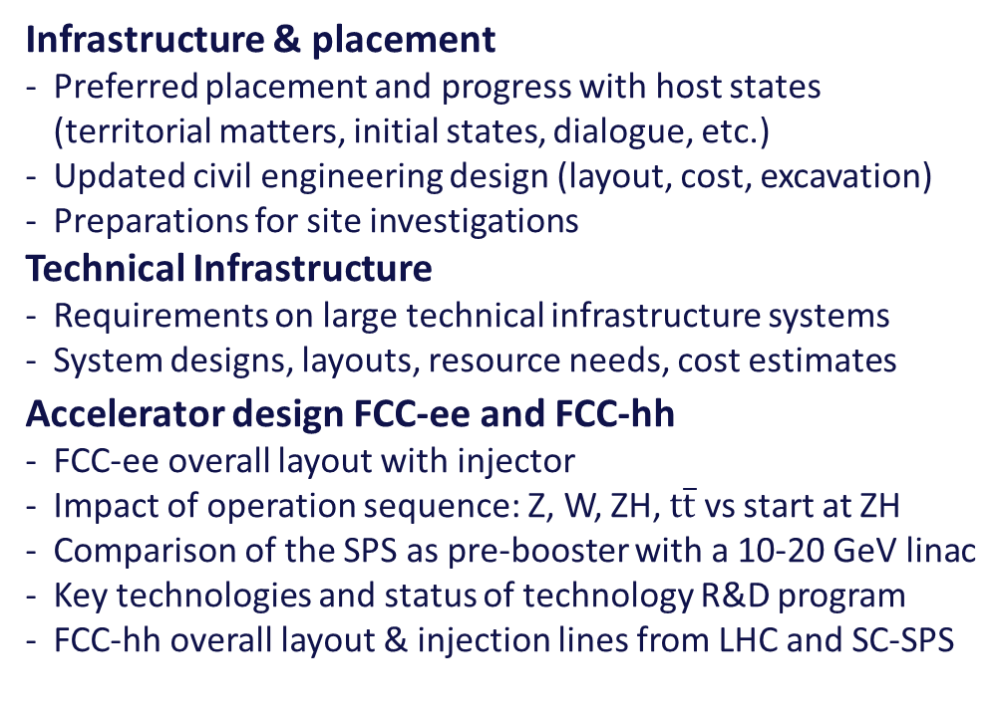 Infrastructure & placement
- Preferred placement and progress with host states
(territorial matters, initial states, dialogue, etc.)
- Updated civil engineering design (layout, cost, excavation)
- Preparations for site investigations
Technical Infrastructure
- Requirements on large technical infrastructure systems
- System designs, layouts, resource needs, cost estimates
Accelerator design FCC-ee and FCC-hh
- FCC-ee overall layout with injector
- Impact of operation sequence: Z, W, ZH, tt̅ vs start at ZH
- Comparison of the SPS as pre-booster with a 10-20 GeV linac
- Key technologies and status of technology R&D program
- FCC-hh overall layout & injection lines from LHC and SC-SPS